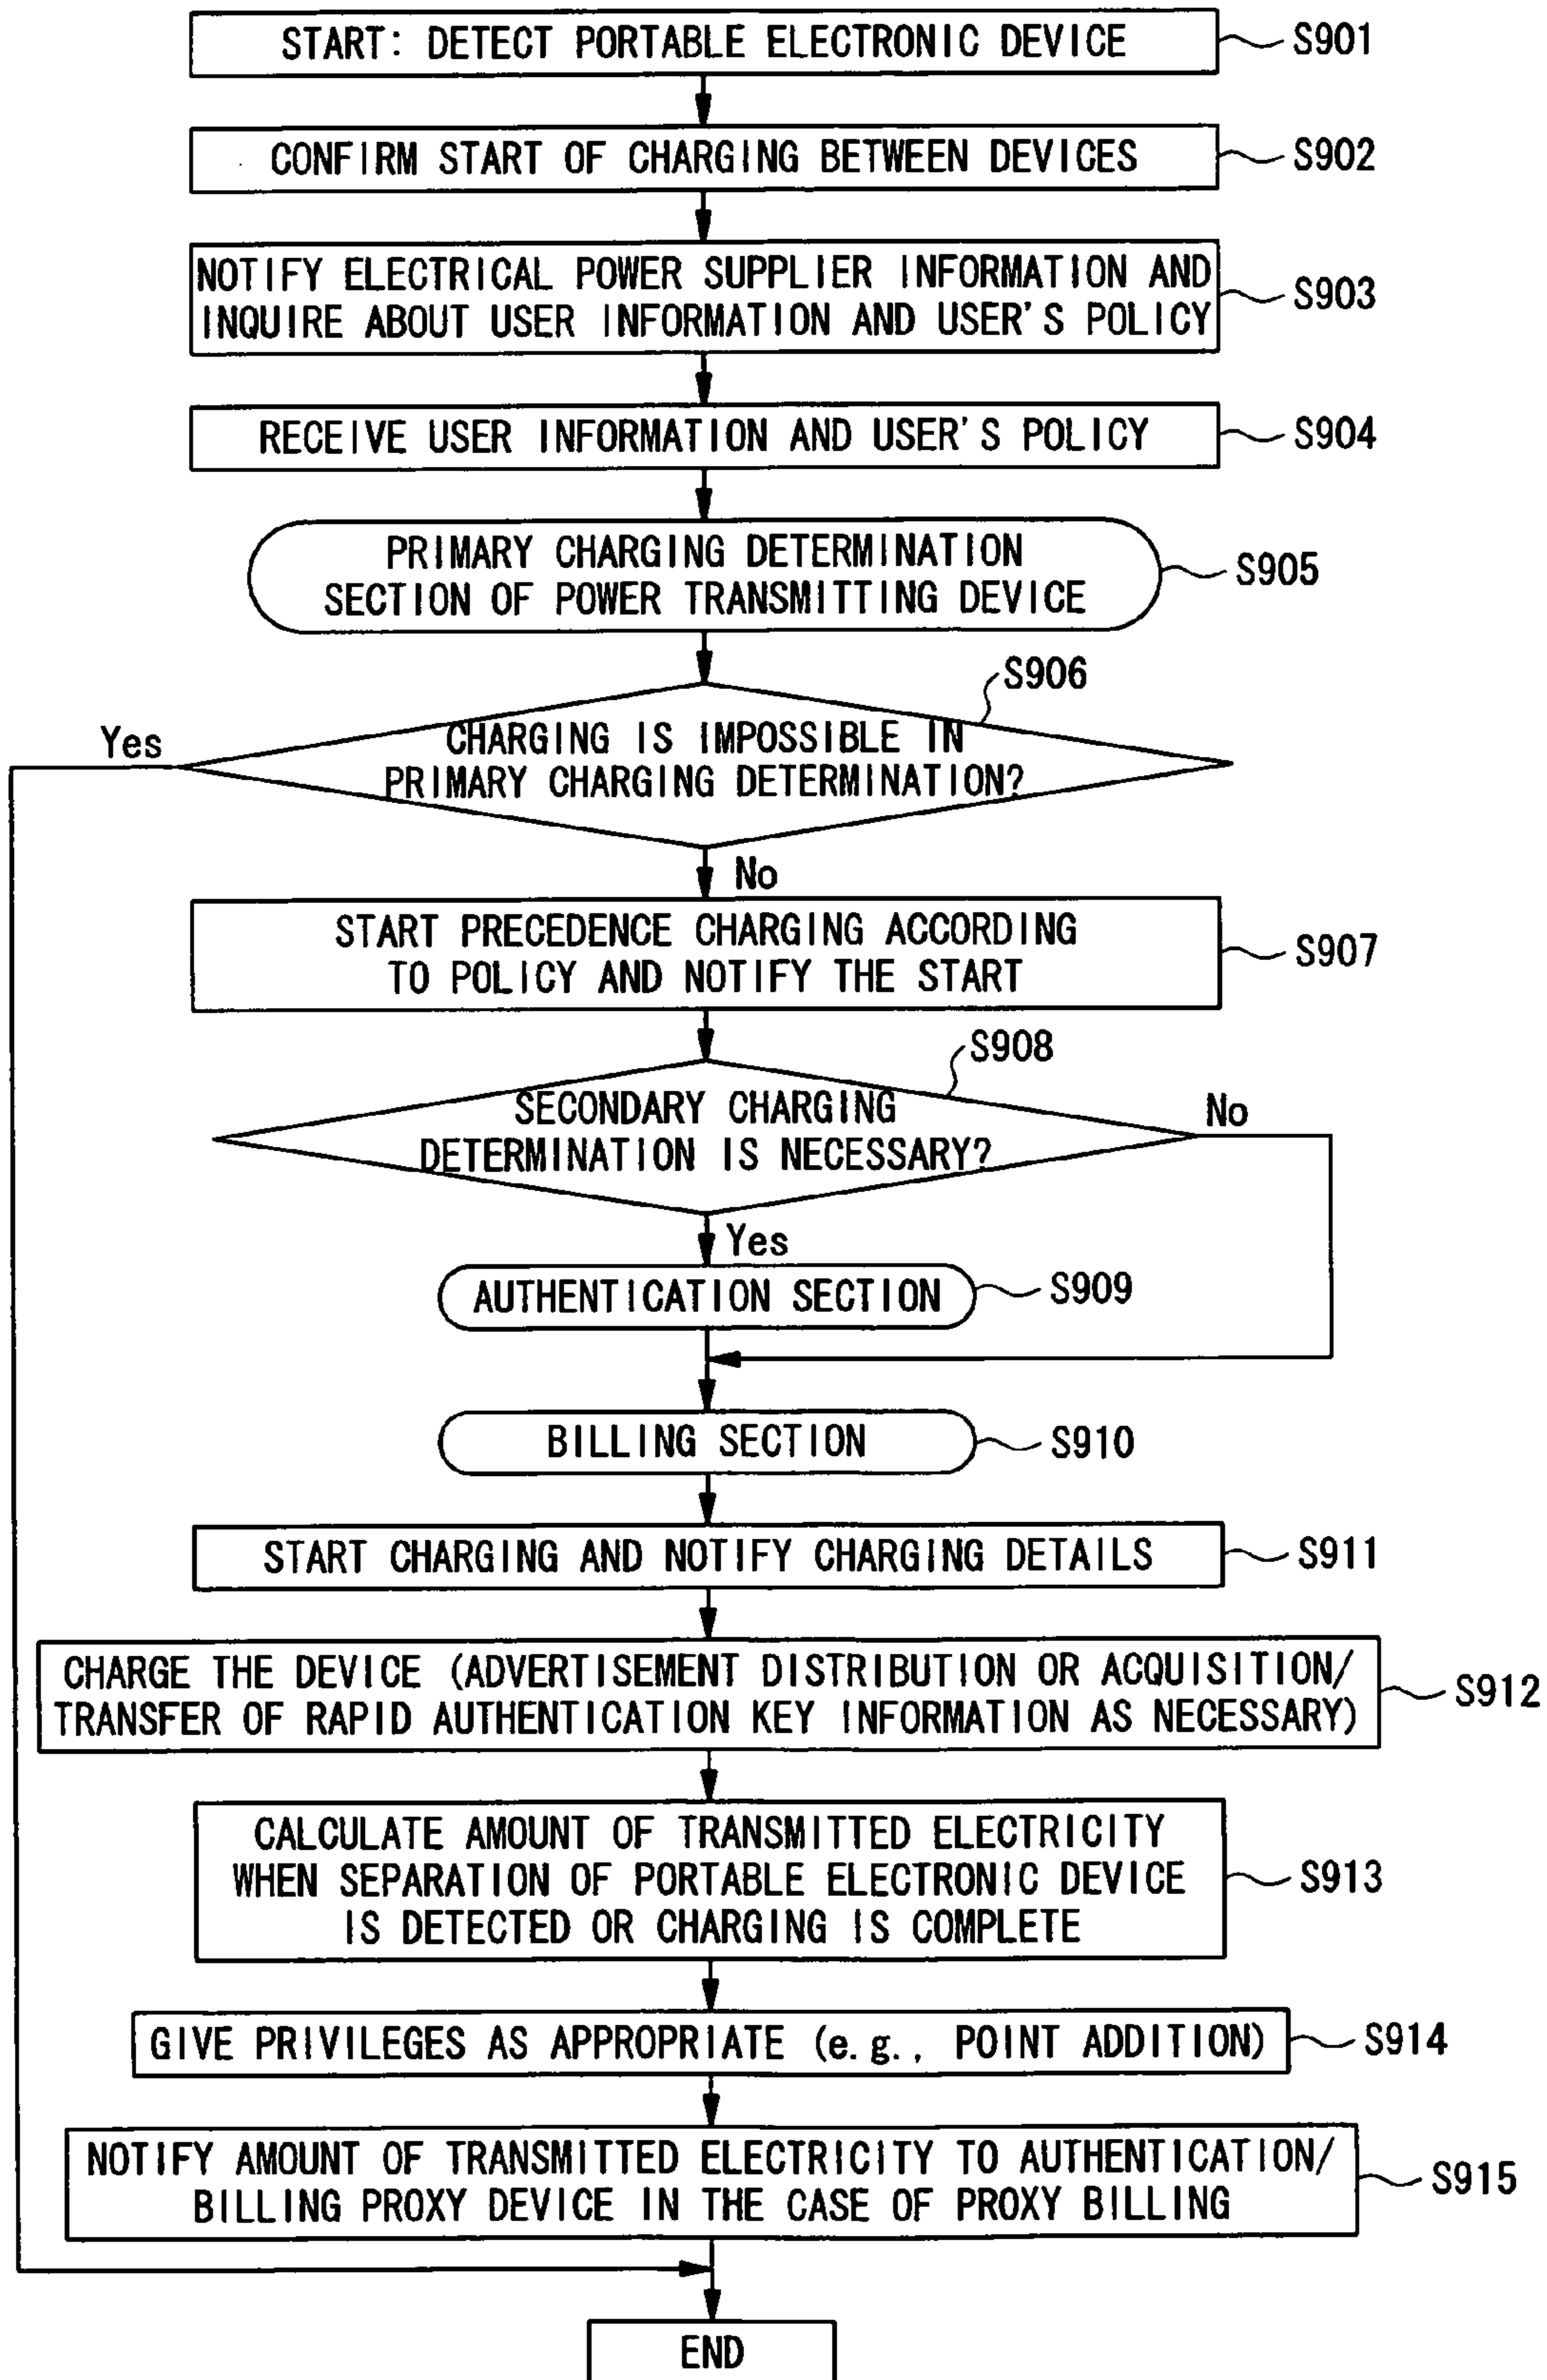 START: DETECT PORTABLE ELECTRONIC DEVICE
S901
CONFIRM START OF CHARGING BETWEEN DEVICES
S902
NOTIFY ELECTRICAL POWER SUPPLIER INFORMATION AND
INQUIRE ABOUT USER INFORMATION AND USER'S POLICY
S903
RECEIVE USER INFORMATION AND USER'S POLICY
S904
PRIMARY CHARGING DETERMINATION
SECTION OF POWER TRANSMITTING DEVICE
S905
S906
CHARGING IS IMPOSSIBLE IN
PRIMARY CHARGING DETERMINATION?
Yes
No
START PRECEDENCE CHARGING ACCORDING
TO POLICY AND NOTIFY THE START
S907
S908
SECONDARY CHARGING
DETERMINATION IS NECESSARY?
No
Yes
AUTHENTICATION SECTION
S909
BILLING SECTION
S910
START CHARGING AND NOTIFY CHARGING DETAILS
S911
CHARGE THE DEVICE (ADVERTISEMENT DISTRIBUTION OR ACQUISITION/
TRANSFER OF RAPID AUTHENTICATION KEY INFORMATION AS NECESSARY)
S912
CALCULATE AMOUNT OF TRANSMITTED ELECTRICITY
WHEN SEPARATION OF PORTABLE ELECTRONIC DEVICE
IS DETECTED OR CHARGING IS COMPLETE
S913
GIVE PRIVILEGES AS APPROPRIATE (e.g., POINT ADDITION)
S914
NOTIFY AMOUNT OF TRANSMITTED ELECTRICITY TO AUTHENTICATION/
BILLING PROXY DEVICE IN THE CASE OF PROXY BILLING
S915
END